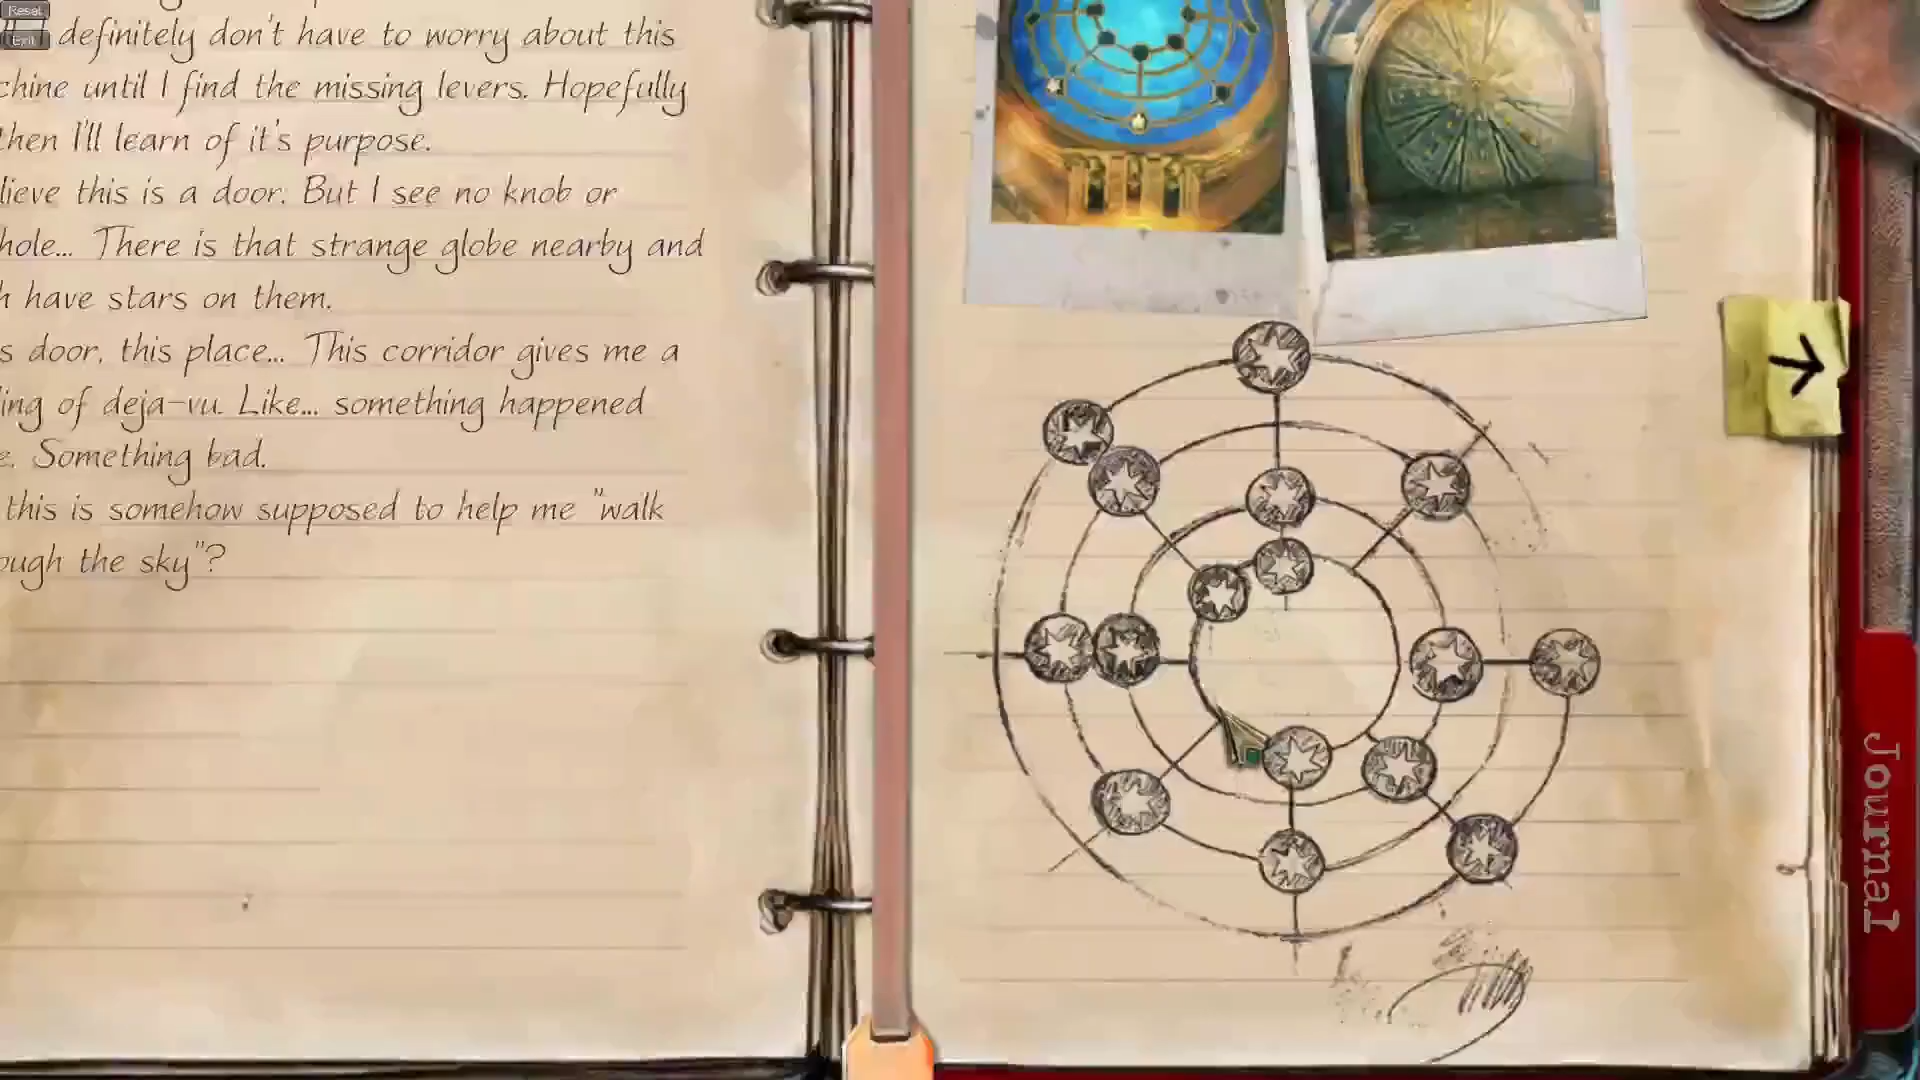 Reset
Exit
definitely don't have to worry about this
chine until I find the missing levers. Hopefully
then I'll learn of it's purpose.
lieve this is a door. But I see no knob or
hole... There is that strange globe nearby and
h have stars on them.
s door, this place... This corridor gives me a
ing of deja-vu. Like... something happened
e. Something bad.
this is somehow supposed to help me "walk
ough the sky"?
Journal